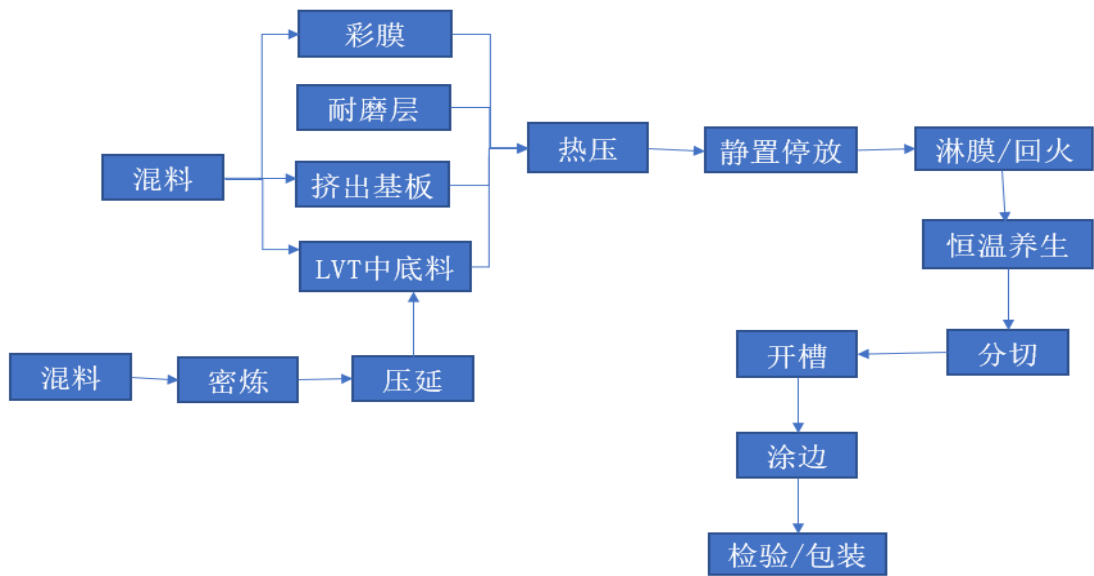 彩膜
耐磨层
混料
挤出基板
LVT中底料
热压
静置停放
淋膜/回火
恒温养生
混料
密炼
压延
分切
开槽
涂边
检验/包装